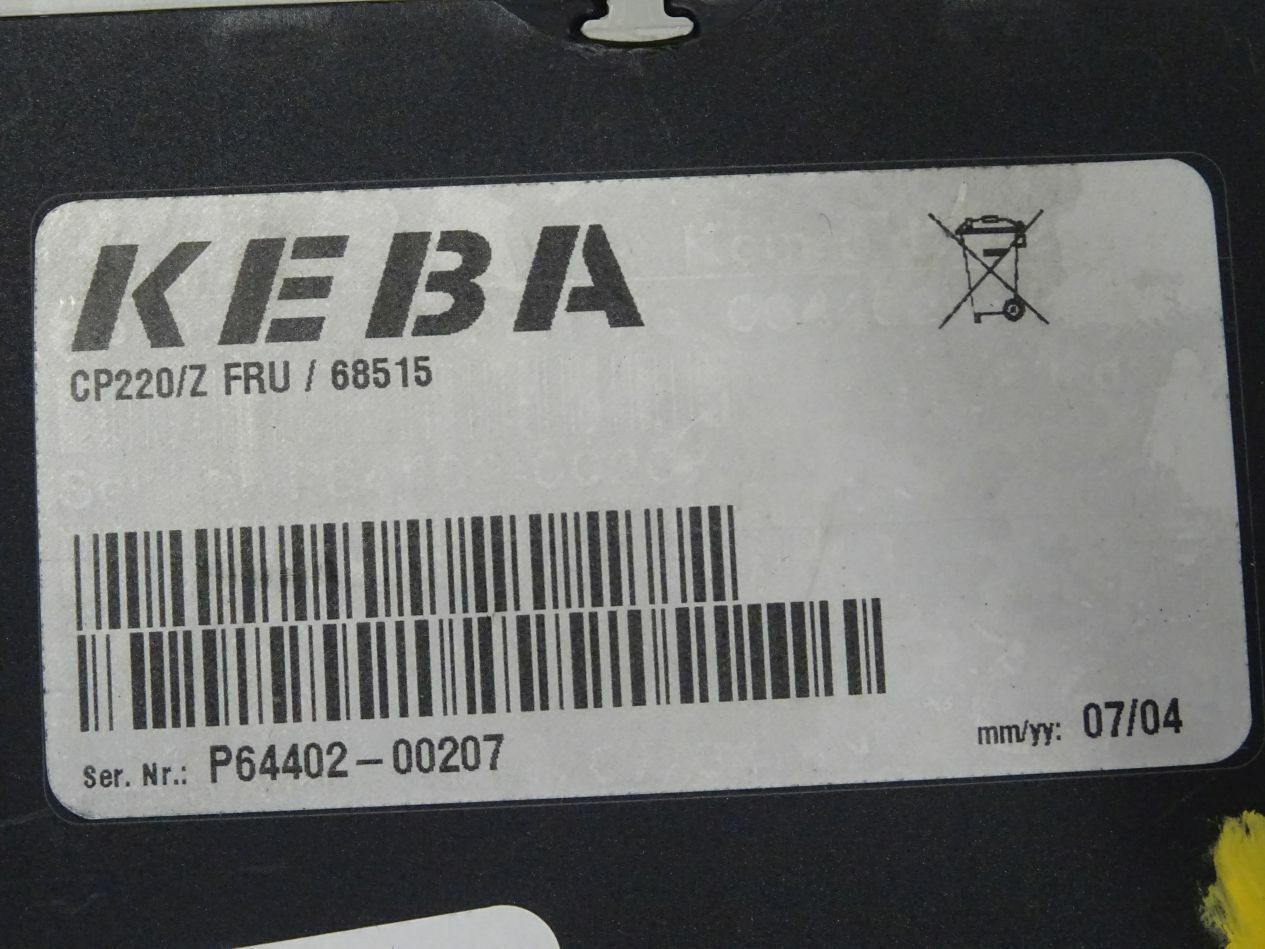 KEBA
CP220/Z FRU / 68515
Ser. Nr.: P64402-00207
mm/yy: 07/04